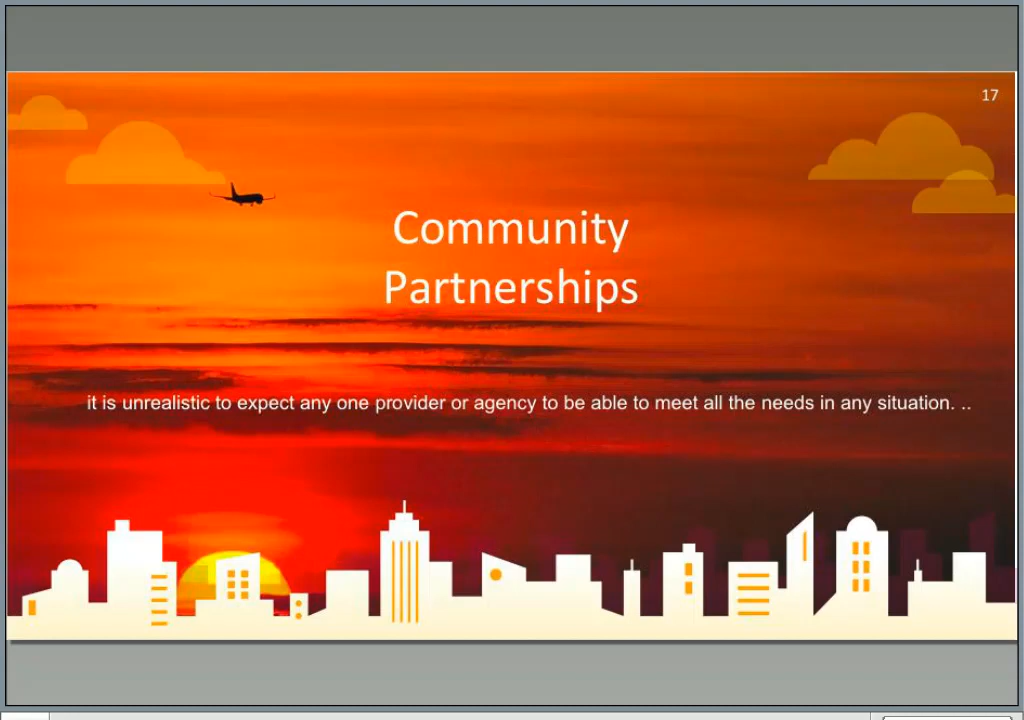 17
Community
Partnerships
it is unrealistic to expect any one provider or agency to be able to meet all the needs in any situation. ..